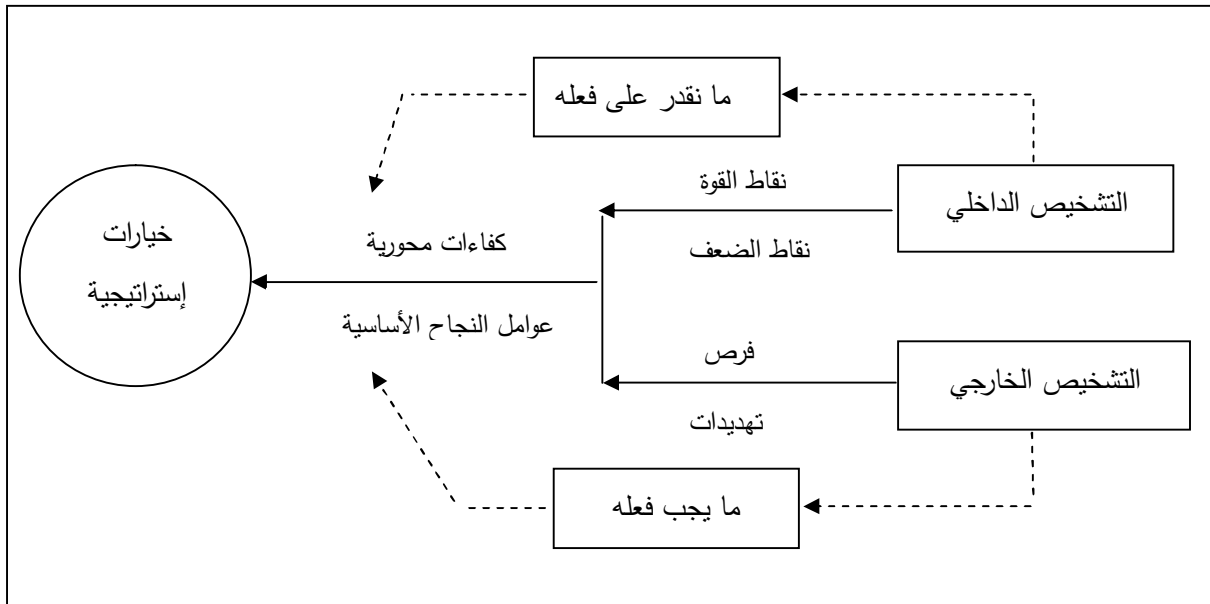 ما نقدر على فعله
نقاط القوة
التشخيص الداخلي
نقاط الضعف
خيارات
إستراتيجية
كفاءات محورية
عوامل النجاح الأساسية
فرص
التشخيص الخارجي
تهديدات
ما يجب فعله